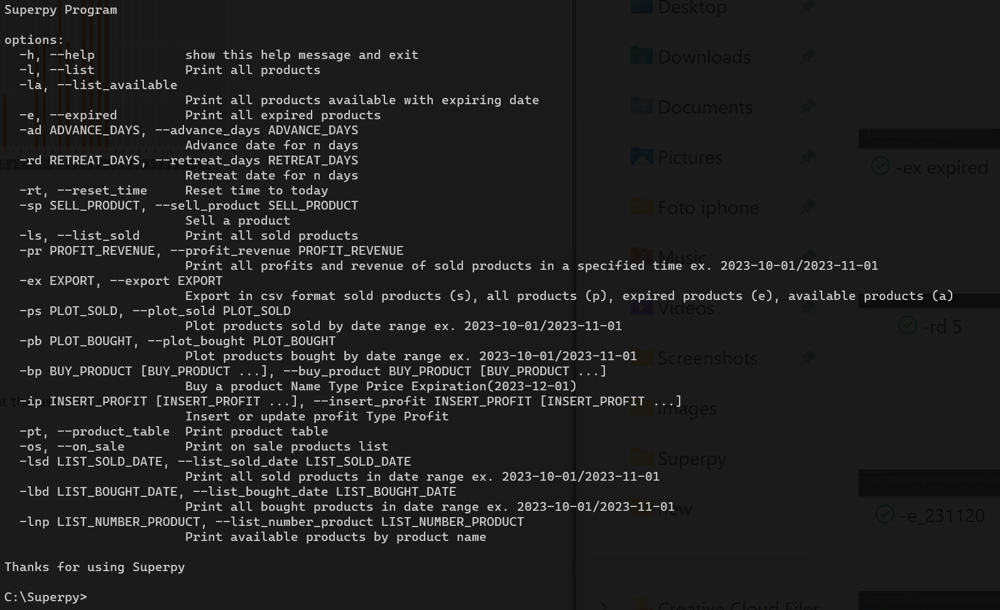 Superpy Program
options:
  -h, --help            show this help message and exit
  -l, --list            Print all products
  -la, --list_available
                        Print all products available with expiring date
  -e, --expired         Print all expired products
  -ad ADVANCE_DAYS, --advance_days ADVANCE_DAYS
                        Advance date for n days
  -rd RETREAT_DAYS, --retreat_days RETREAT_DAYS
                        Retreat date for n days
  -rt, --reset_time     Reset time to today
  -sp SELL_PRODUCT, --sell_product SELL_PRODUCT
                        Sell a product
  -ls, --list_sold      Print all sold products
  -pr PROFIT_REVENUE, --profit_revenue PROFIT_REVENUE
                        Print all profits and revenue of sold products in a specified time ex. 2023-10-01/2023-11-01
  -ex EXPORT, --export EXPORT
                        Export in csv format sold products (s), all products (p), expired products (e), available products (a)
  -ps PLOT_SOLD, --plot_sold PLOT_SOLD
                        Plot products sold by date range ex. 2023-10-01/2023-11-01
  -pb PLOT_BOUGHT, --plot_bought PLOT_BOUGHT
                        Plot products bought by date range ex. 2023-10-01/2023-11-01
  -bp BUY_PRODUCT [BUY_PRODUCT ...], --buy_product BUY_PRODUCT [BUY_PRODUCT ...]
                        Buy a product Name Type Price Expiration(2023-12-01)
  -ip INSERT_PROFIT [INSERT_PROFIT ...], --insert_profit INSERT_PROFIT [INSERT_PROFIT ...]
                        Insert or update profit Type Profit
  -pt, --product_table  Print product table
  -os, --on_sale        Print on sale products list
  -lsd LIST_SOLD_DATE, --list_sold_date LIST_SOLD_DATE
                        Print all sold products in date range ex. 2023-10-01/2023-11-01
  -lbd LIST_BOUGHT_DATE, --list_bought_date LIST_BOUGHT_DATE
                        Print all bought products in date range ex. 2023-10-01/2023-11-01
  -lnp LIST_NUMBER_PRODUCT, --list_number_product LIST_NUMBER_PRODUCT
                        Print available products by product name
Thanks for using Superpy
C:\Superpy>
Desktop
Downloads
Documents
Pictures
Foto iphone
Music
Videos
Screenshots
images
Superpy
new
Creative Cloud Files
-ex expired
-rd 5
-e_231120